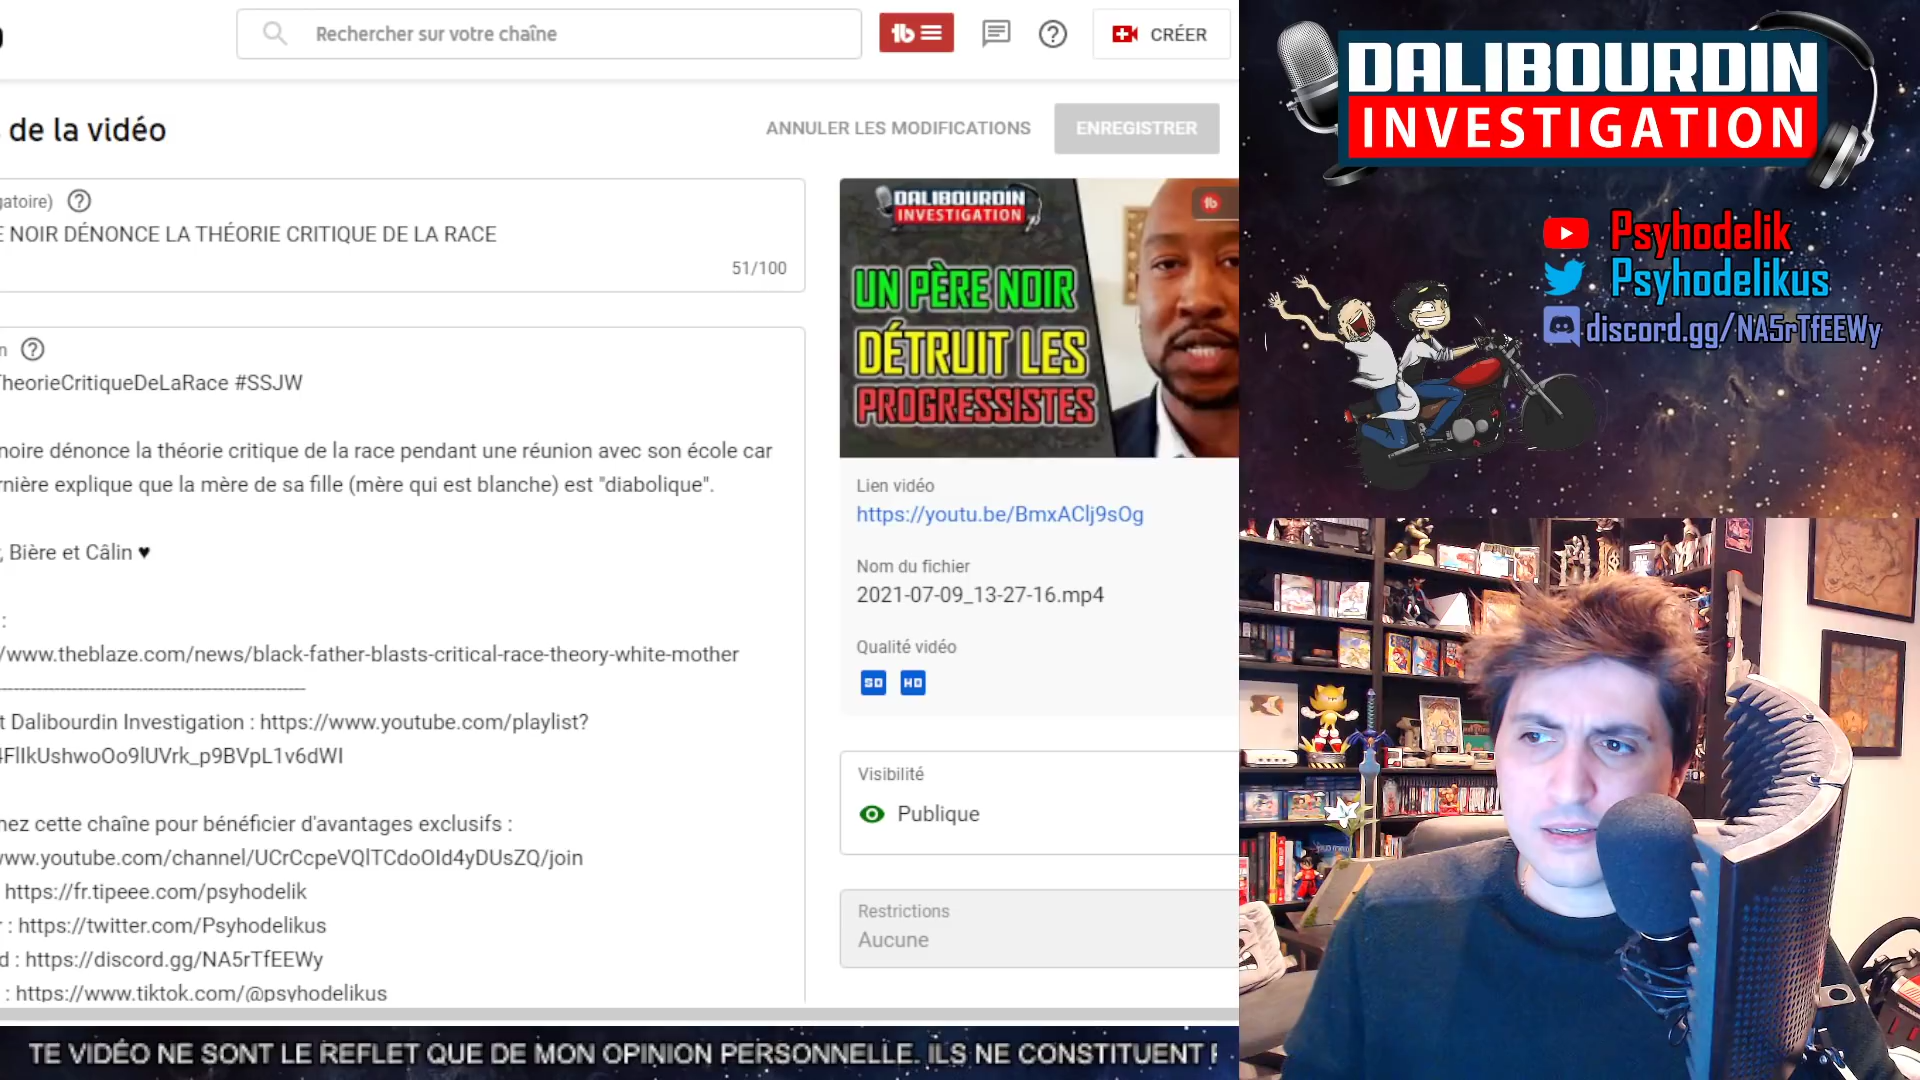 Rechercher sur votre chaîne
CRÉER
de la vidéo
ANNULER LES MODIFICATIONS
ENREGISTRER
gatoire)
E NOIR DÉNONCE LA THÉORIE CRITIQUE DE LA RACE
51/100
n
TheorieCritiqueDeLaRace #SSJW
noire dénonce la théorie critique de la race pendant une réunion avec son école car
rnière explique que la mère de sa fille (mère qui est blanche) est "diabolique".
, Bière et Câlin ♥
:
/www.theblaze.com/news/black-father-blasts-critical-race-theory-white-mother
------------------------------------------------------
t Dalibourdin Investigation : https://www.youtube.com/playlist?
4FlIkUshwoOo9lUVrk_p9BVpL1v6dWI
nez cette chaîne pour bénéficier d'avantages exclusifs :
www.youtube.com/channel/UCrCcpeVQlTCdoOId4yDUsZQ/join
https://fr.tipeee.com/psyhodelik
r : https://twitter.com/Psyhodelikus
d : https://discord.gg/NA5rTfEEWy
: https://www.tiktok.com/@psyhodelikus
DALIBOURDIN
INVESTIGATION
UN PÈRE NOIR
DÉTRUIT LES
PROGRESSISTES
Lien vidéo
https://youtu.be/BmxAClj9sOg
Nom du fichier
2021-07-09_13-27-16.mp4
Qualité vidéo
SD HD
Visibilité
Publique
Restrictions
Aucune
DALIBOURDIN
INVESTIGATION
Psyhodelik
Psyhodelikus
discord.gg/NA5rTfEEWy
TE VIDÉO NE SONT LE REFLET QUE DE MON OPINION PERSONNELLE. ILS NE CONSTITUENT